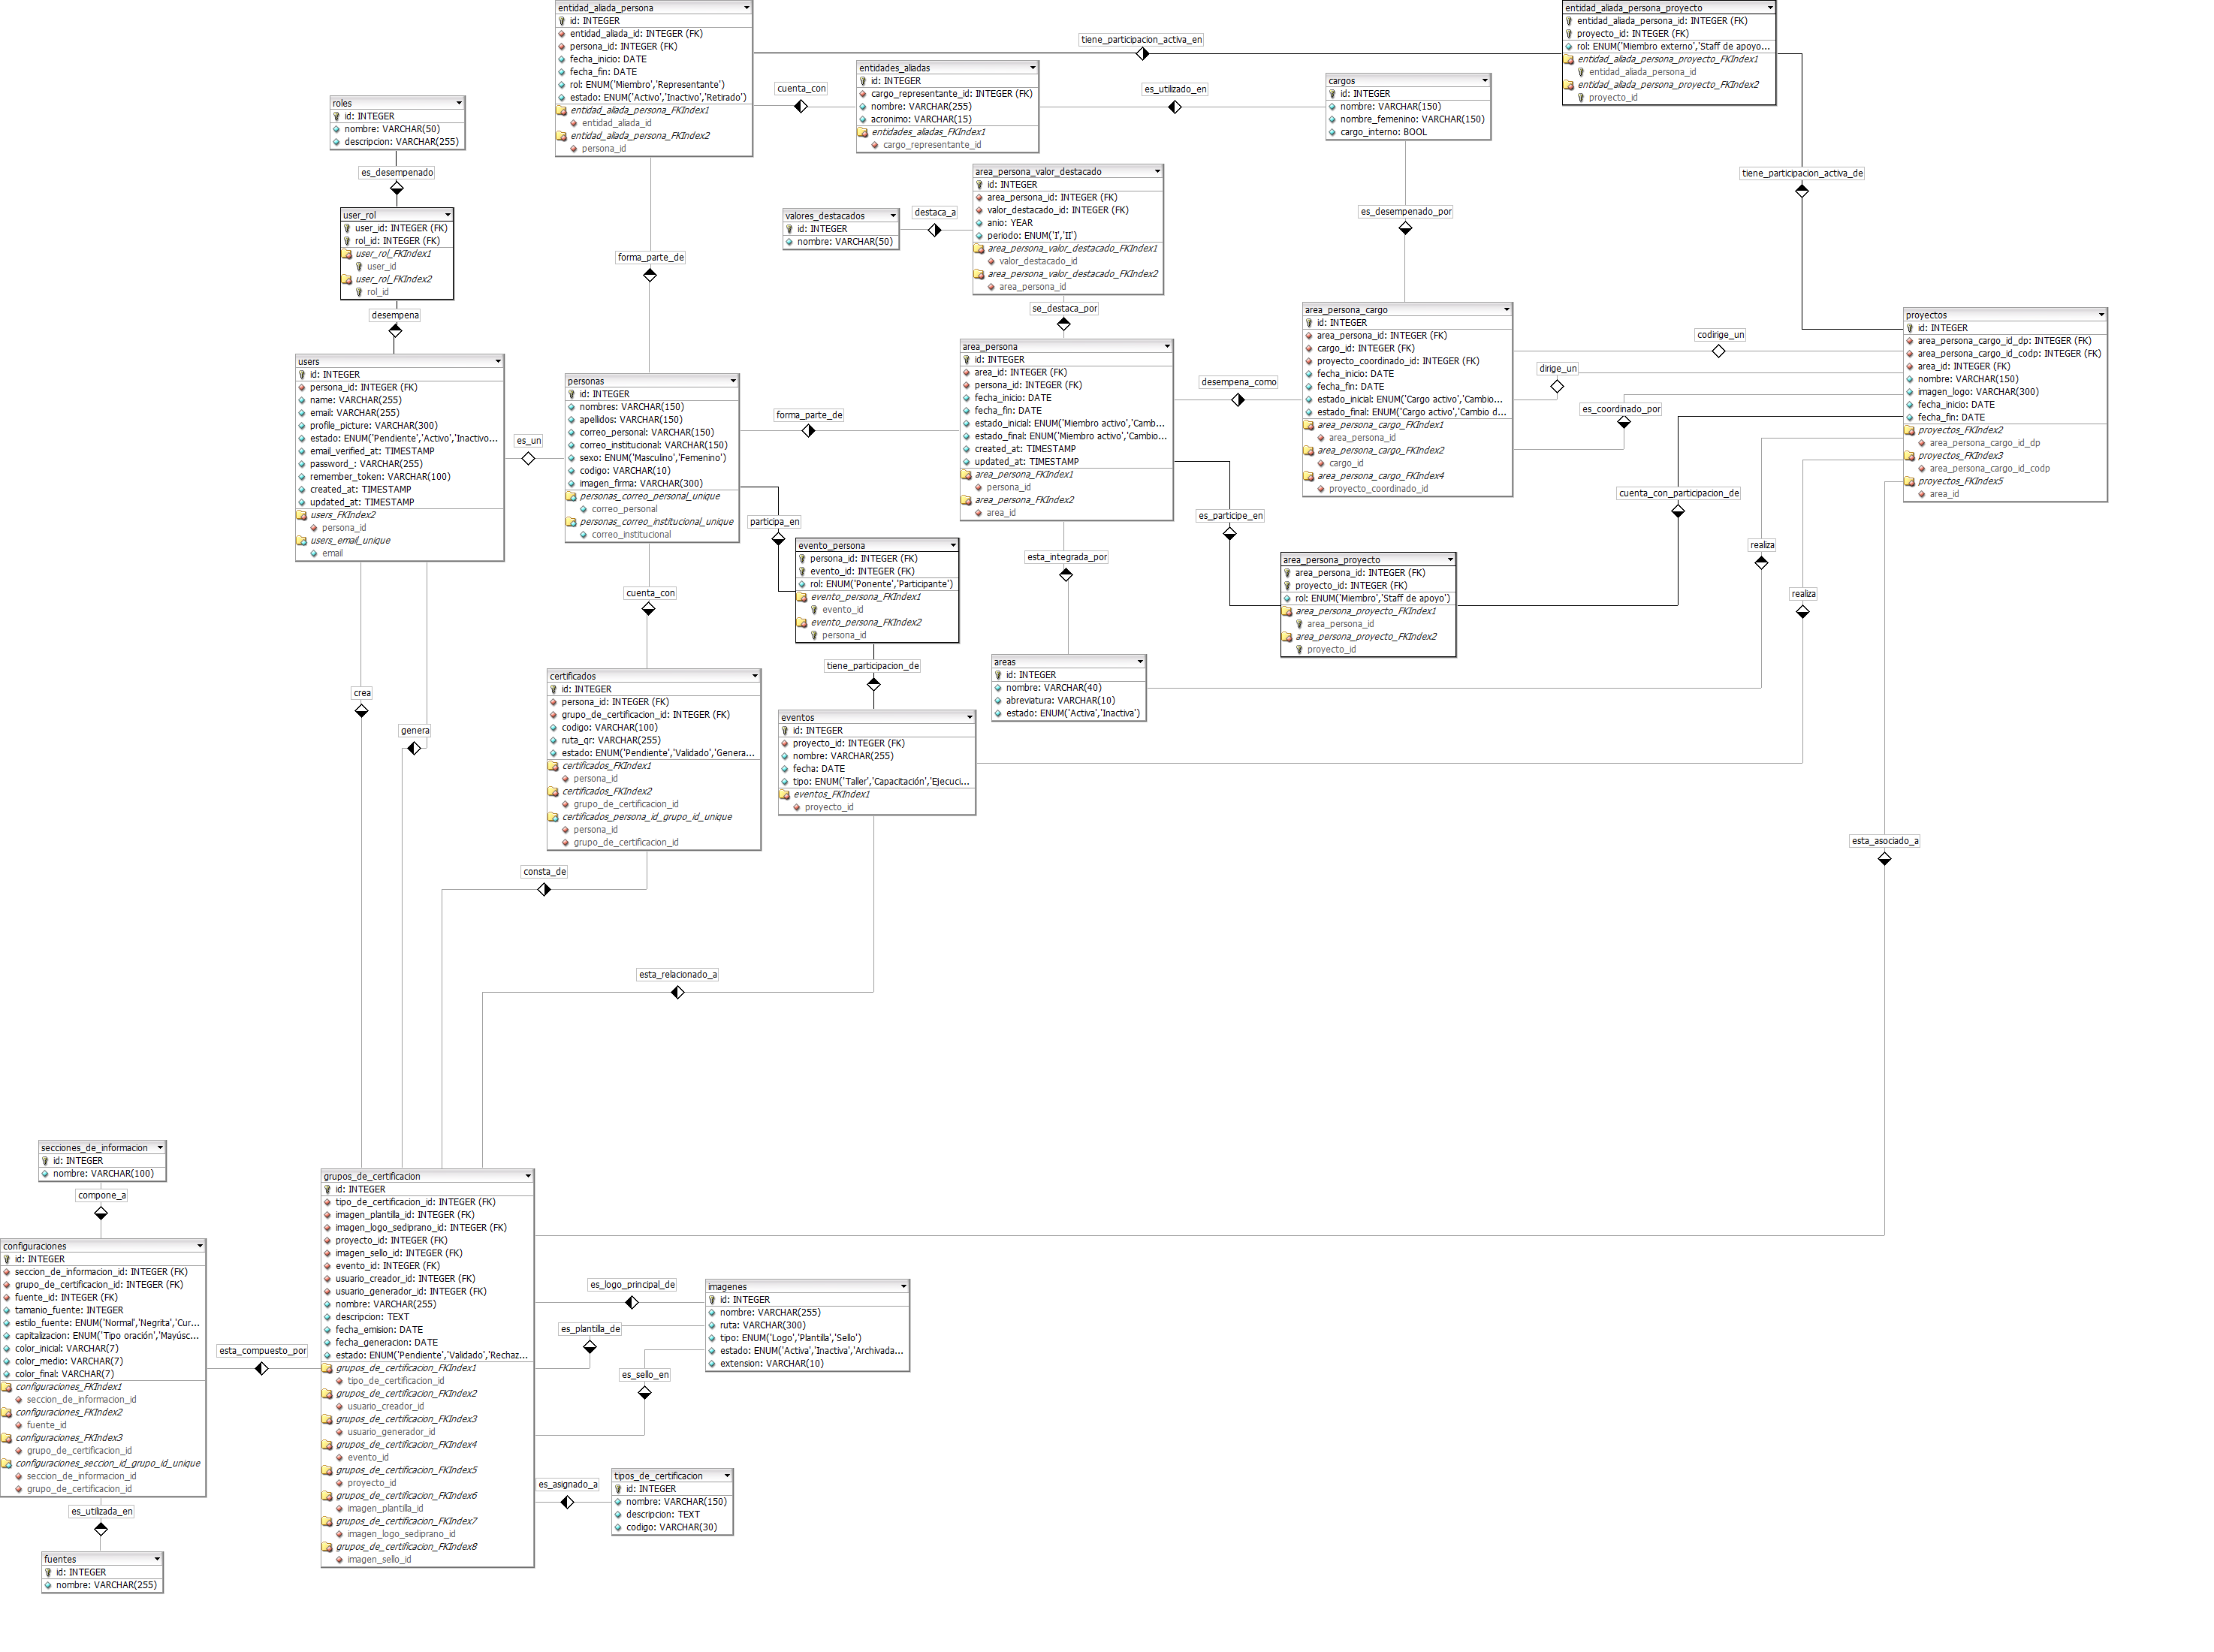 entidad_aliada_persona
id: INTEGER
entidad_aliada_id: INTEGER (FK)
persona_id: INTEGER (FK)
fecha_inicio: DATE
fecha_fin: DATE
rol: ENUM('Miembro','Representante')
estado: ENUM('Activo','Inactivo','Retirado')
entidad_aliada_persona_FKIndex1
entidad_aliada_id
entidad_aliada_persona_FKIndex2
persona_id
tiene_participacion_activa_en
entidad_aliada_persona_proyecto
entidad_aliada_persona_id: INTEGER (FK)
proyecto_id: INTEGER (FK)
rol: ENUM('Miembro externo','Staff de apoyo...
entidad_aliada_persona_proyecto_FKIndex1
entidad_aliada_persona_id
entidad_aliada_persona_proyecto_FKIndex2
proyecto_id
cuenta_con
entidades_aliadas
id: INTEGER
cargo_representante_id: INTEGER (FK)
nombre: VARCHAR(255)
acronimo: VARCHAR(15)
entidades_aliadas_FKIndex1
cargo_representante_id
es_utilizado_en
cargos
id: INTEGER
nombre: VARCHAR(150)
nombre_femenino: VARCHAR(150)
cargo_interno: BOOL
roles
id: INTEGER
nombre: VARCHAR(50)
descripcion: VARCHAR(255)
es_desempenado
user_rol
user_id: INTEGER (FK)
rol_id: INTEGER (FK)
user_rol_FKIndex1
user_id
user_rol_FKIndex2
rol_id
desempena
forma_parte_de
valores_destacados
id: INTEGER
nombre: VARCHAR(50)
destaca_a
area_persona_valor_destacado
id: INTEGER
area_persona_id: INTEGER (FK)
valor_destacado_id: INTEGER (FK)
anio: YEAR
periodo: ENUM('I','II')
area_persona_valor_destacado_FKIndex1
valor_destacado_id
area_persona_valor_destacado_FKIndex2
area_persona_id
se_destaca_por
es_desempenado_por
tiene_participacion_activa_de
users
id: INTEGER
persona_id: INTEGER (FK)
name: VARCHAR(255)
email: VARCHAR(255)
profile_picture: VARCHAR(300)
estado: ENUM('Pendiente','Activo','Inactivo...
email_verified_at: TIMESTAMP
password_: VARCHAR(255)
remember_token: VARCHAR(100)
created_at: TIMESTAMP
updated_at: TIMESTAMP
users_FKIndex2
persona_id
users_email_unique
email
es_un
personas
id: INTEGER
nombres: VARCHAR(150)
apellidos: VARCHAR(150)
correo_personal: VARCHAR(150)
correo_institucional: VARCHAR(150)
sexo: ENUM('Masculino','Femenino')
codigo: VARCHAR(10)
imagen_firma: VARCHAR(300)
personas_correo_personal_unique
correo_personal
personas_correo_institucional_unique
correo_institucional
forma_parte_de
area_persona
id: INTEGER
area_id: INTEGER (FK)
persona_id: INTEGER (FK)
fecha_inicio: DATE
fecha_fin: DATE
estado_inicial: ENUM('Miembro activo','Camb...
estado_final: ENUM('Miembro activo','Cambio...
created_at: TIMESTAMP
updated_at: TIMESTAMP
area_persona_FKIndex1
persona_id
area_persona_FKIndex2
area_id
desempena_como
area_persona_cargo
id: INTEGER
area_persona_id: INTEGER (FK)
cargo_id: INTEGER (FK)
proyecto_coordinado_id: INTEGER (FK)
fecha_inicio: DATE
fecha_fin: DATE
estado_inicial: ENUM('Cargo activo','Cambio...
estado_final: ENUM('Cargo activo','Cambio d...
area_persona_cargo_FKIndex1
area_persona_id
area_persona_cargo_FKIndex2
cargo_id
area_persona_cargo_FKIndex4
proyecto_coordinado_id
codirige_un
dirige_un
es_coordinado_por
proyectos
id: INTEGER
area_persona_cargo_id_dp: INTEGER (FK)
area_persona_cargo_id_codp: INTEGER (FK)
area_id: INTEGER (FK)
nombre: VARCHAR(150)
imagen_logo: VARCHAR(300)
fecha_inicio: DATE
fecha_fin: DATE
proyectos_FKIndex2
area_persona_cargo_id_dp
proyectos_FKIndex3
area_persona_cargo_id_codp
proyectos_FKIndex5
area_id
cuenta_con_participacion_de
participa_en
es_participe_en
realiza
realiza
evento_persona
persona_id: INTEGER (FK)
evento_id: INTEGER (FK)
rol: ENUM('Ponente','Participante')
evento_persona_FKIndex1
evento_id
evento_persona_FKIndex2
persona_id
esta_integrada_por
area_persona_proyecto
area_persona_id: INTEGER (FK)
proyecto_id: INTEGER (FK)
rol: ENUM('Miembro','Staff de apoyo')
area_persona_proyecto_FKIndex1
area_persona_id
area_persona_proyecto_FKIndex2
proyecto_id
cuenta_con
tiene_participacion_de
areas
id: INTEGER
nombre: VARCHAR(40)
abreviatura: VARCHAR(10)
estado: ENUM('Activa','Inactiva')
crea
genera
certificados
id: INTEGER
persona_id: INTEGER (FK)
grupo_de_certificacion_id: INTEGER (FK)
codigo: VARCHAR(100)
ruta_qr: VARCHAR(255)
estado: ENUM('Pendiente','Validado','Genera...
certificados_FKIndex1
persona_id
certificados_FKIndex2
grupo_de_certificacion_id
certificados_persona_id_grupo_id_unique
persona_id
grupo_de_certificacion_id
eventos
id: INTEGER
proyecto_id: INTEGER (FK)
nombre: VARCHAR(255)
fecha: DATE
tipo: ENUM('Taller','Capacitación','Ejecuci...
eventos_FKIndex1
proyecto_id
consta_de
esta_asociado_a
esta_relacionado_a
secciones_de_informacion
id: INTEGER
nombre: VARCHAR(100)
compone_a
configuraciones
id: INTEGER
seccion_de_informacion_id: INTEGER (FK)
grupo_de_certificacion_id: INTEGER (FK)
fuente_id: INTEGER (FK)
tamanio_fuente: INTEGER
estilo_fuente: ENUM('Normal','Negrita','Cur...
capitalizacion: ENUM('Tipo oración','Mayúsc...
color_inicial: VARCHAR(7)
color_medio: VARCHAR(7)
color_final: VARCHAR(7)
configuraciones_FKIndex1
seccion_de_informacion_id
configuraciones_FKIndex2
fuente_id
configuraciones_FKIndex3
grupo_de_certificacion_id
configuraciones_seccion_id_grupo_id_unique
seccion_de_informacion_id
grupo_de_certificacion_id
es_utilizada_en
fuentes
id: INTEGER
nombre: VARCHAR(255)
esta_compuesto_por
grupos_de_certificacion
id: INTEGER
tipo_de_certificacion_id: INTEGER (FK)
imagen_plantilla_id: INTEGER (FK)
imagen_logo_sediprano_id: INTEGER (FK)
proyecto_id: INTEGER (FK)
imagen_sello_id: INTEGER (FK)
evento_id: INTEGER (FK)
usuario_creador_id: INTEGER (FK)
usuario_generador_id: INTEGER (FK)
nombre: VARCHAR(255)
descripcion: TEXT
fecha_emision: DATE
fecha_generacion: DATE
estado: ENUM('Pendiente','Validado','Rechaz...
grupos_de_certificacion_FKIndex1
tipo_de_certificacion_id
grupos_de_certificacion_FKIndex2
usuario_creador_id
grupos_de_certificacion_FKIndex3
usuario_generador_id
grupos_de_certificacion_FKIndex4
evento_id
grupos_de_certificacion_FKIndex5
proyecto_id
grupos_de_certificacion_FKIndex6
imagen_plantilla_id
grupos_de_certificacion_FKIndex7
imagen_logo_sediprano_id
grupos_de_certificacion_FKIndex8
imagen_sello_id
es_logo_principal_de
es_plantilla_de
es_sello_en
imagenes
id: INTEGER
nombre: VARCHAR(255)
ruta: VARCHAR(300)
tipo: ENUM('Logo','Plantilla','Sello')
estado: ENUM('Activa','Inactiva','Archivada...
extension: VARCHAR(10)
es_asignado_a
tipos_de_certificacion
id: INTEGER
nombre: VARCHAR(150)
descripcion: TEXT
codigo: VARCHAR(30)